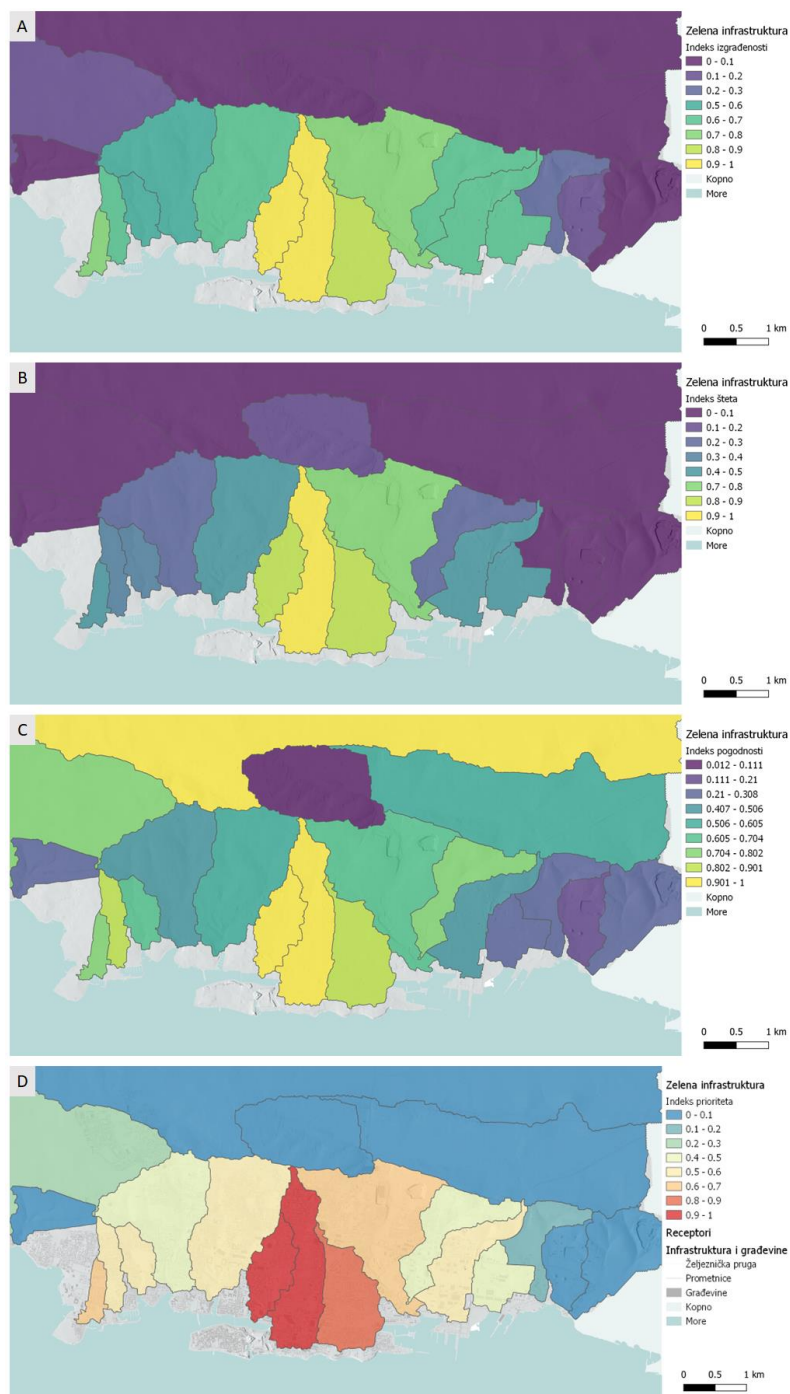 A
Zelena infrastruktura
Indeks izgrađenosti
0 - 0.1
0.1 - 0.2
0.2 - 0.3
0.5 - 0.6
0.6 - 0.7
0.7 - 0.8
0.8 - 0.9
0.9 - 1
Kopno
More
0 0.5 1 km
B
Zelena infrastruktura
Indeks šteta
0 - 0.1
0.1 - 0.2
0.2 - 0.3
0.3 - 0.4
0.4 - 0.5
0.7 - 0.8
0.8 - 0.9
0.9 - 1
Kopno
More
0 0.5 1 km
C
Zelena infrastruktura
Indeks pogodnosti
0.012 - 0.111
0.111 - 0.21
0.21 - 0.308
0.407 - 0.506
0.506 - 0.605
0.605 - 0.704
0.704 - 0.802
0.802 - 0.901
0.901 - 1
Kopno
More
0 0.5 1 km
D
Zelena infrastruktura
Indeks prioriteta
0 - 0.1
0.1 - 0.2
0.2 - 0.3
0.4 - 0.5
0.5 - 0.6
0.6 - 0.7
0.8 - 0.9
0.9 - 1
Receptori
Infrastruktura i građevine
Željeznička pruga
Prometnice
Građevine
Kopno
More
0 0.5 1 km